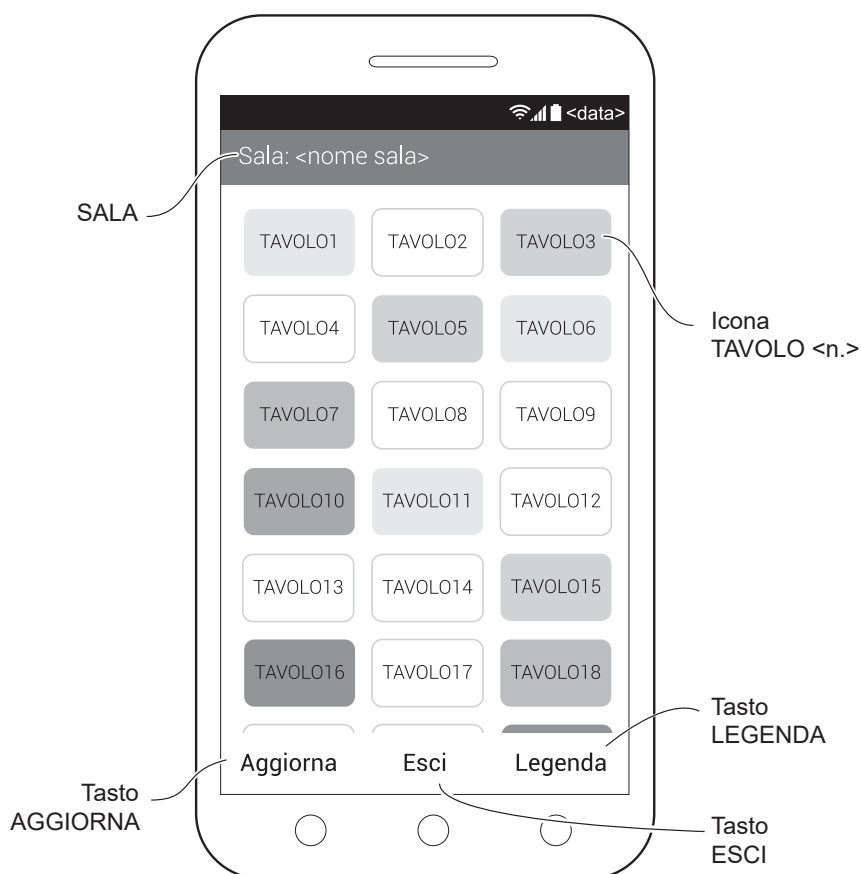 <data>
Sala: <nome sala>
SALA
TAVOLO1 TAVOLO2 TAVOLO3
TAVOLO4 TAVOLO5 TAVOLO6
Icona
TAVOLO <n.>
TAVOLO7 TAVOLO8 TAVOLO9
TAVOLO10 TAVOLO11 TAVOLO12
TAVOLO13 TAVOLO14 TAVOLO15
TAVOLO16 TAVOLO17 TAVOLO18
Tasto
LEGENDA
Aggiorna Esci Legenda
Tasto
AGGIORNA
Tasto
ESCI